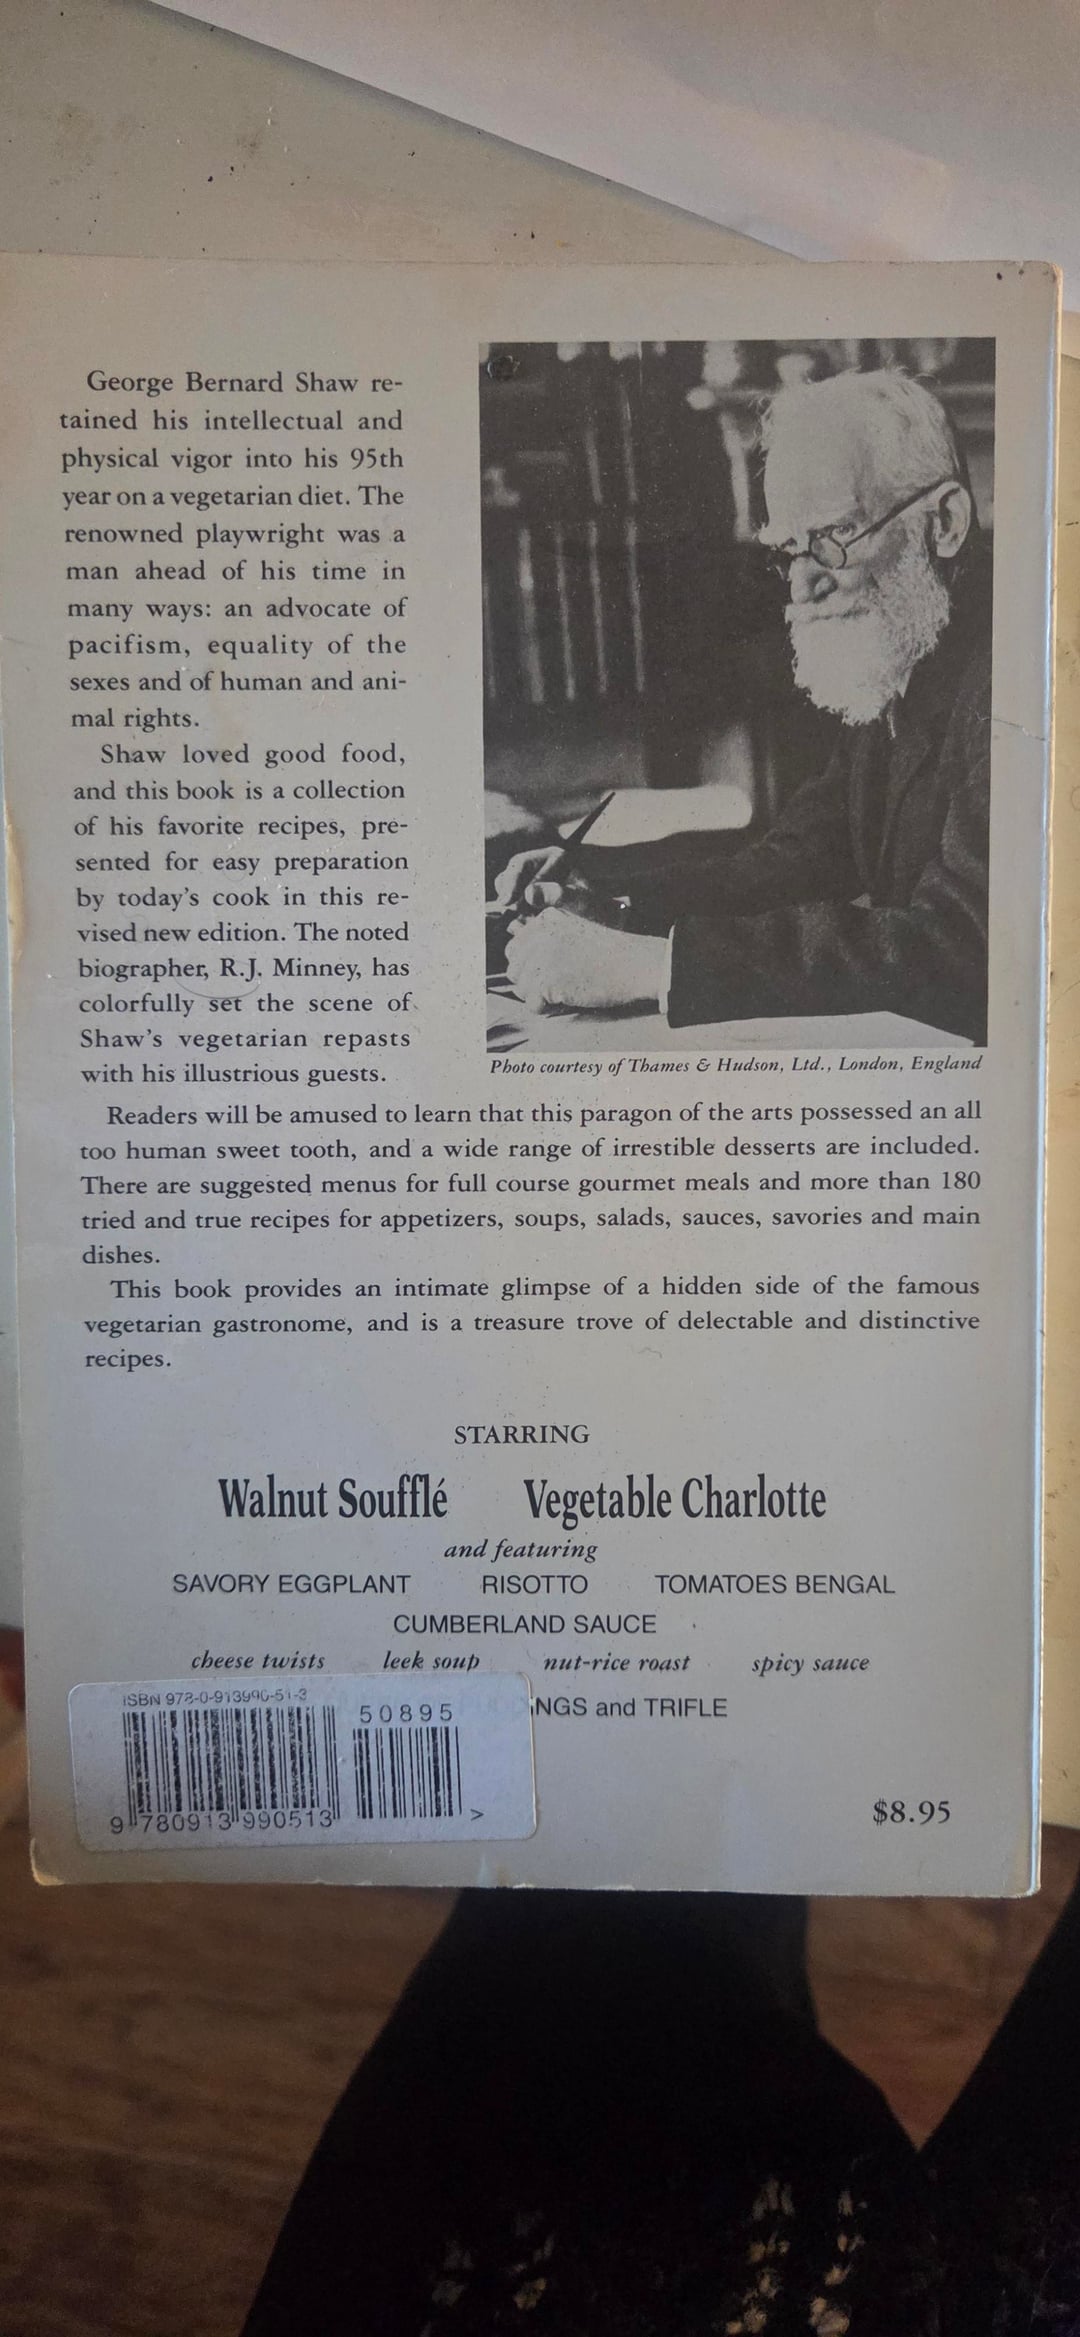 George Bernard Shaw re-
tained his intellectual and
physical vigor into his 95th
year on a vegetarian diet. The
renowned playwright was a
man ahead of his time in
many ways: an advocate of
pacifism, equality of the
sexes and of human and ani-
mal rights.
Shaw loved good food,
and this book is a collection
of his favorite recipes, pre-
sented for easy preparation
by today's cook in this re-
vised new edition. The noted
biographer, R.J. Minney, has
colorfully set the scene of
Shaw's vegetarian repasts
with his illustrious guests.
Photo courtesy of Thames & Hudson, Ltd., London, England
Readers will be amused to learn that this paragon of the arts possessed an all
too human sweet tooth, and a wide range of irrestible desserts are included.
There are suggested menus for full course gourmet meals and more than 180
tried and true recipes for appetizers, soups, salads, sauces, savories and main
dishes.
This book provides an intimate glimpse of a hidden side of the famous
vegetarian gastronome, and is a treasure trove of delectable and distinctive
recipes.
STARRING
Walnut Soufflé Vegetable Charlotte
and featuring
SAVORY EGGPLANT RISOTTO TOMATOES BENGAL
CUMBERLAND SAUCE
cheese twists leek soup nut-rice roast spicy sauce
NGS and TRIFLE
ISBN 978-0-913990-51-3
50895
9 780913 990513 >
$8.95